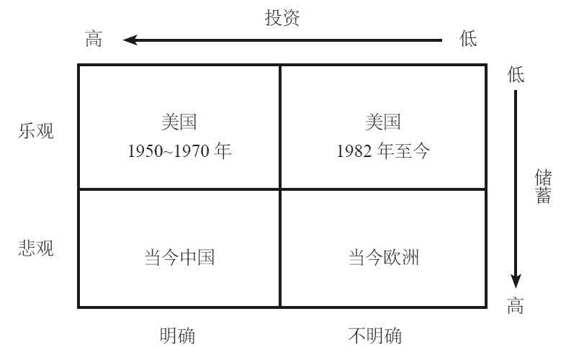 投资
高
低
低
乐观
美国
1950~1970 年
美国
1982 年至今
储蓄
悲观
当今中国
当今欧洲
高
明确
不明确